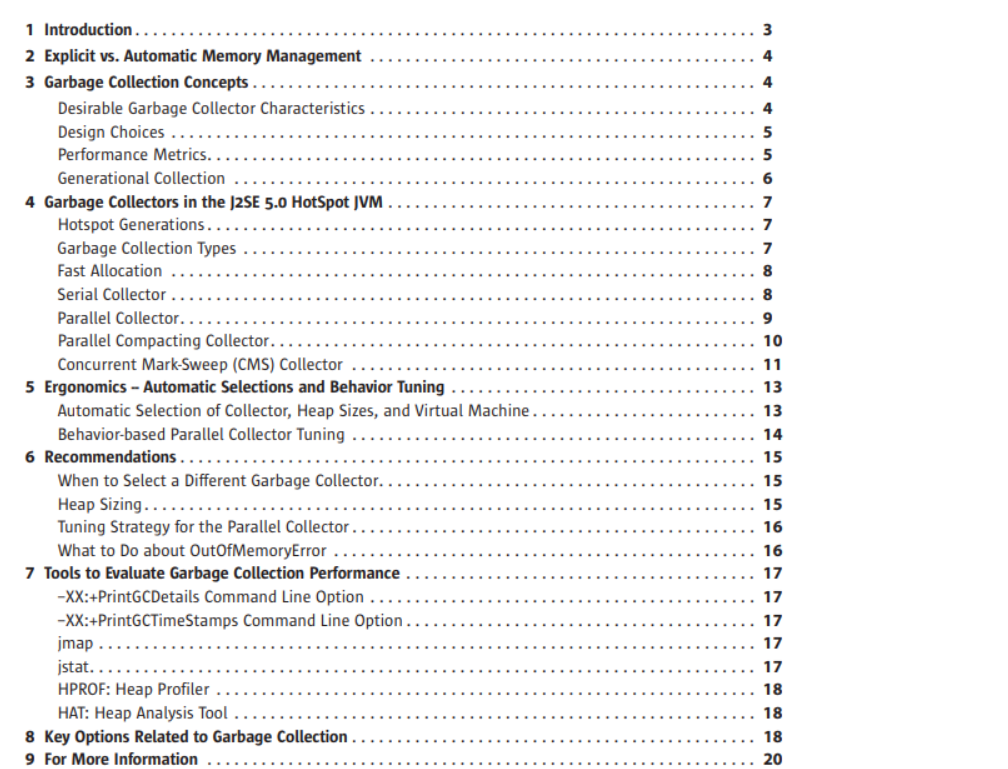 1 Introduction . . . . . . . . . . 3
2 Explicit vs. Automatic Memory Management . . . . . . . . . . 4
3 Garbage Collection Concepts . . . . . . . . . . 4
Desirable Garbage Collector Characteristics . . . . . . . . . . 4
Design Choices . . . . . . . . . . 5
Performance Metrics. . . . . . . . . . 5
Generational Collection . . . . . . . . . . 6
4 Garbage Collectors in the J2SE 5.0 HotSpot JVM . . . . . . . . . . 7
Hotspot Generations . . . . . . . . . . 7
Garbage Collection Types . . . . . . . . . . 7
Fast Allocation . . . . . . . . . . 8
Serial Collector . . . . . . . . . . 8
Parallel Collector. . . . . . . . . . 9
Parallel Compacting Collector. . . . . . . . . . 10
Concurrent Mark-Sweep (CMS) Collector . . . . . . . . . . 11
5 Ergonomics – Automatic Selections and Behavior Tuning . . . . . . . . . . 13
Automatic Selection of Collector, Heap Sizes, and Virtual Machine . . . . . . . . . . 13
Behavior-based Parallel Collector Tuning . . . . . . . . . . 14
6 Recommendations . . . . . . . . . . 15
When to Select a Different Garbage Collector. . . . . . . . . . 15
Heap Sizing . . . . . . . . . . 15
Tuning Strategy for the Parallel Collector . . . . . . . . . . 16
What to Do about OutOfMemoryError . . . . . . . . . . 16
7 Tools to Evaluate Garbage Collection Performance . . . . . . . . . . 17
–XX:+PrintGCDetails Command Line Option . . . . . . . . . . 17
–XX:+PrintGCTimeStamps Command Line Option . . . . . . . . . . 17
jmap . . . . . . . . . . 17
jstat. . . . . . . . . . 17
HPROF: Heap Profiler . . . . . . . . . . 18
HAT: Heap Analysis Tool . . . . . . . . . . 18
8 Key Options Related to Garbage Collection . . . . . . . . . . 18
9 For More Information . . . . . . . . . . 20